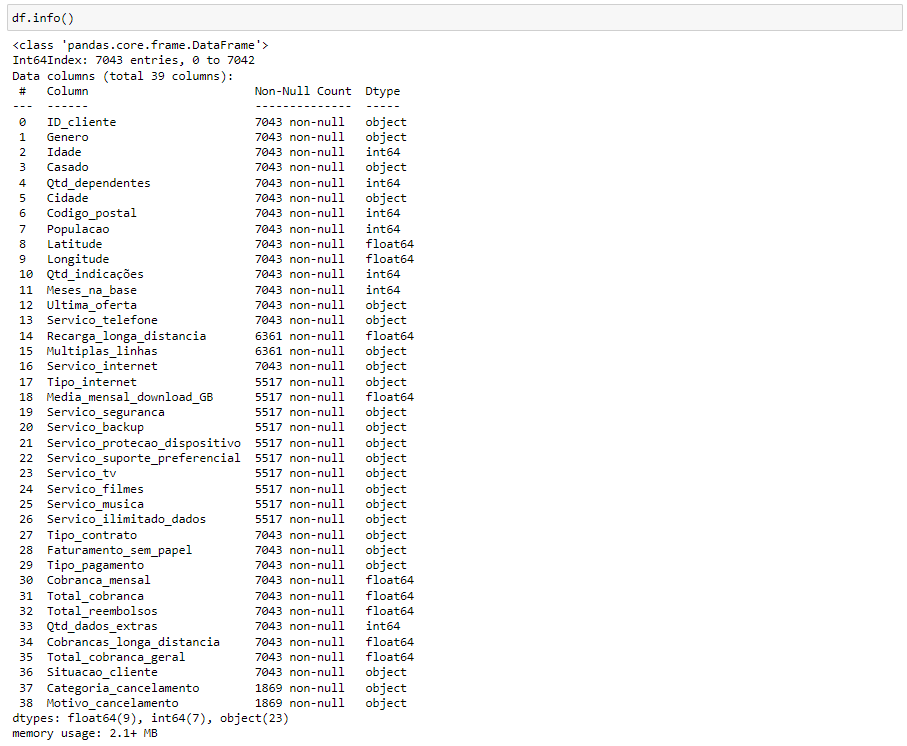 df.info()
<class 'pandas.core.frame.DataFrame'>
Int64Index: 7043 entries, 0 to 7042
Data columns (total 39 columns):
 #   Column                        Non-Null Count  Dtype
---  ------                        --------------  -----
 0   ID_cliente                    7043 non-null   object
 1   Genero                        7043 non-null   object
 2   Idade                         7043 non-null   int64
 3   Casado                        7043 non-null   object
 4   Qtd_dependentes               7043 non-null   int64
 5   Cidade                        7043 non-null   object
 6   Codigo_postal                 7043 non-null   int64
 7   Populacao                     7043 non-null   int64
 8   Latitude                      7043 non-null   float64
 9   Longitude                     7043 non-null   float64
 10  Qtd_indicações                7043 non-null   int64
 11  Meses_na_base                 7043 non-null   int64
 12  Ultima_oferta                 7043 non-null   object
 13  Servico_telefone              7043 non-null   object
 14  Recarga_longa_distancia       6361 non-null   float64
 15  Multiplas_linhas              6361 non-null   object
 16  Servico_internet              7043 non-null   object
 17  Tipo_internet                 5517 non-null   object
 18  Media_mensal_download_GB      5517 non-null   float64
 19  Servico_seguranca             5517 non-null   object
 20  Servico_backup                5517 non-null   object
 21  Servico_protecao_dispositivo  5517 non-null   object
 22  Servico_suporte_preferencial  5517 non-null   object
 23  Servico_tv                    5517 non-null   object
 24  Servico_filmes                5517 non-null   object
 25  Servico_musica                5517 non-null   object
 26  Servico_ilimitado_dados       5517 non-null   object
 27  Tipo_contrato                 7043 non-null   object
 28  Faturamento_sem_papel         7043 non-null   object
 29  Tipo_pagamento                7043 non-null   object
 30  Cobranca_mensal               7043 non-null   float64
 31  Total_cobranca                7043 non-null   float64
 32  Total_reembolsos              7043 non-null   float64
 33  Qtd_dados_extras              7043 non-null   int64
 34  Cobrancas_longa_distancia     7043 non-null   float64
 35  Total_cobranca_geral          7043 non-null   float64
 36  Situacao_cliente              7043 non-null   object
 37  Categoria_cancelamento        1869 non-null   object
 38  Motivo_cancelamento           1869 non-null   object
dtypes: float64(9), int64(7), object(23)
memory usage: 2.1+ MB